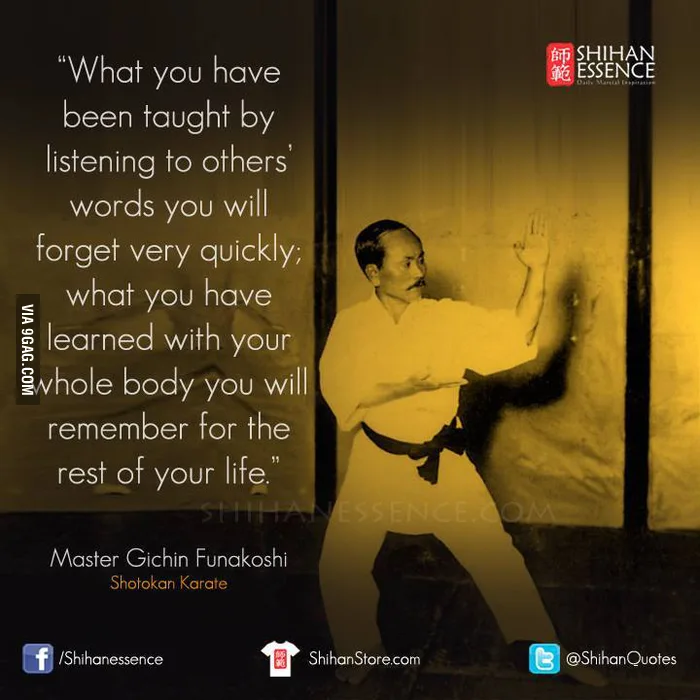 師範
SHIHAN
ESSENCE
Daily Martial Inspiration
“What you have
been taught by
listening to others’
words you will
forget very quickly;
what you have
learned with your
whole body you will
remember for the
rest of your life.”
VIA 9GAG.COM
SHIHANESSENCE.COM
Master Gichin Funakoshi
Shotokan Karate
/Shihanessence
師範
ShihanStore.com
@ShihanQuotes